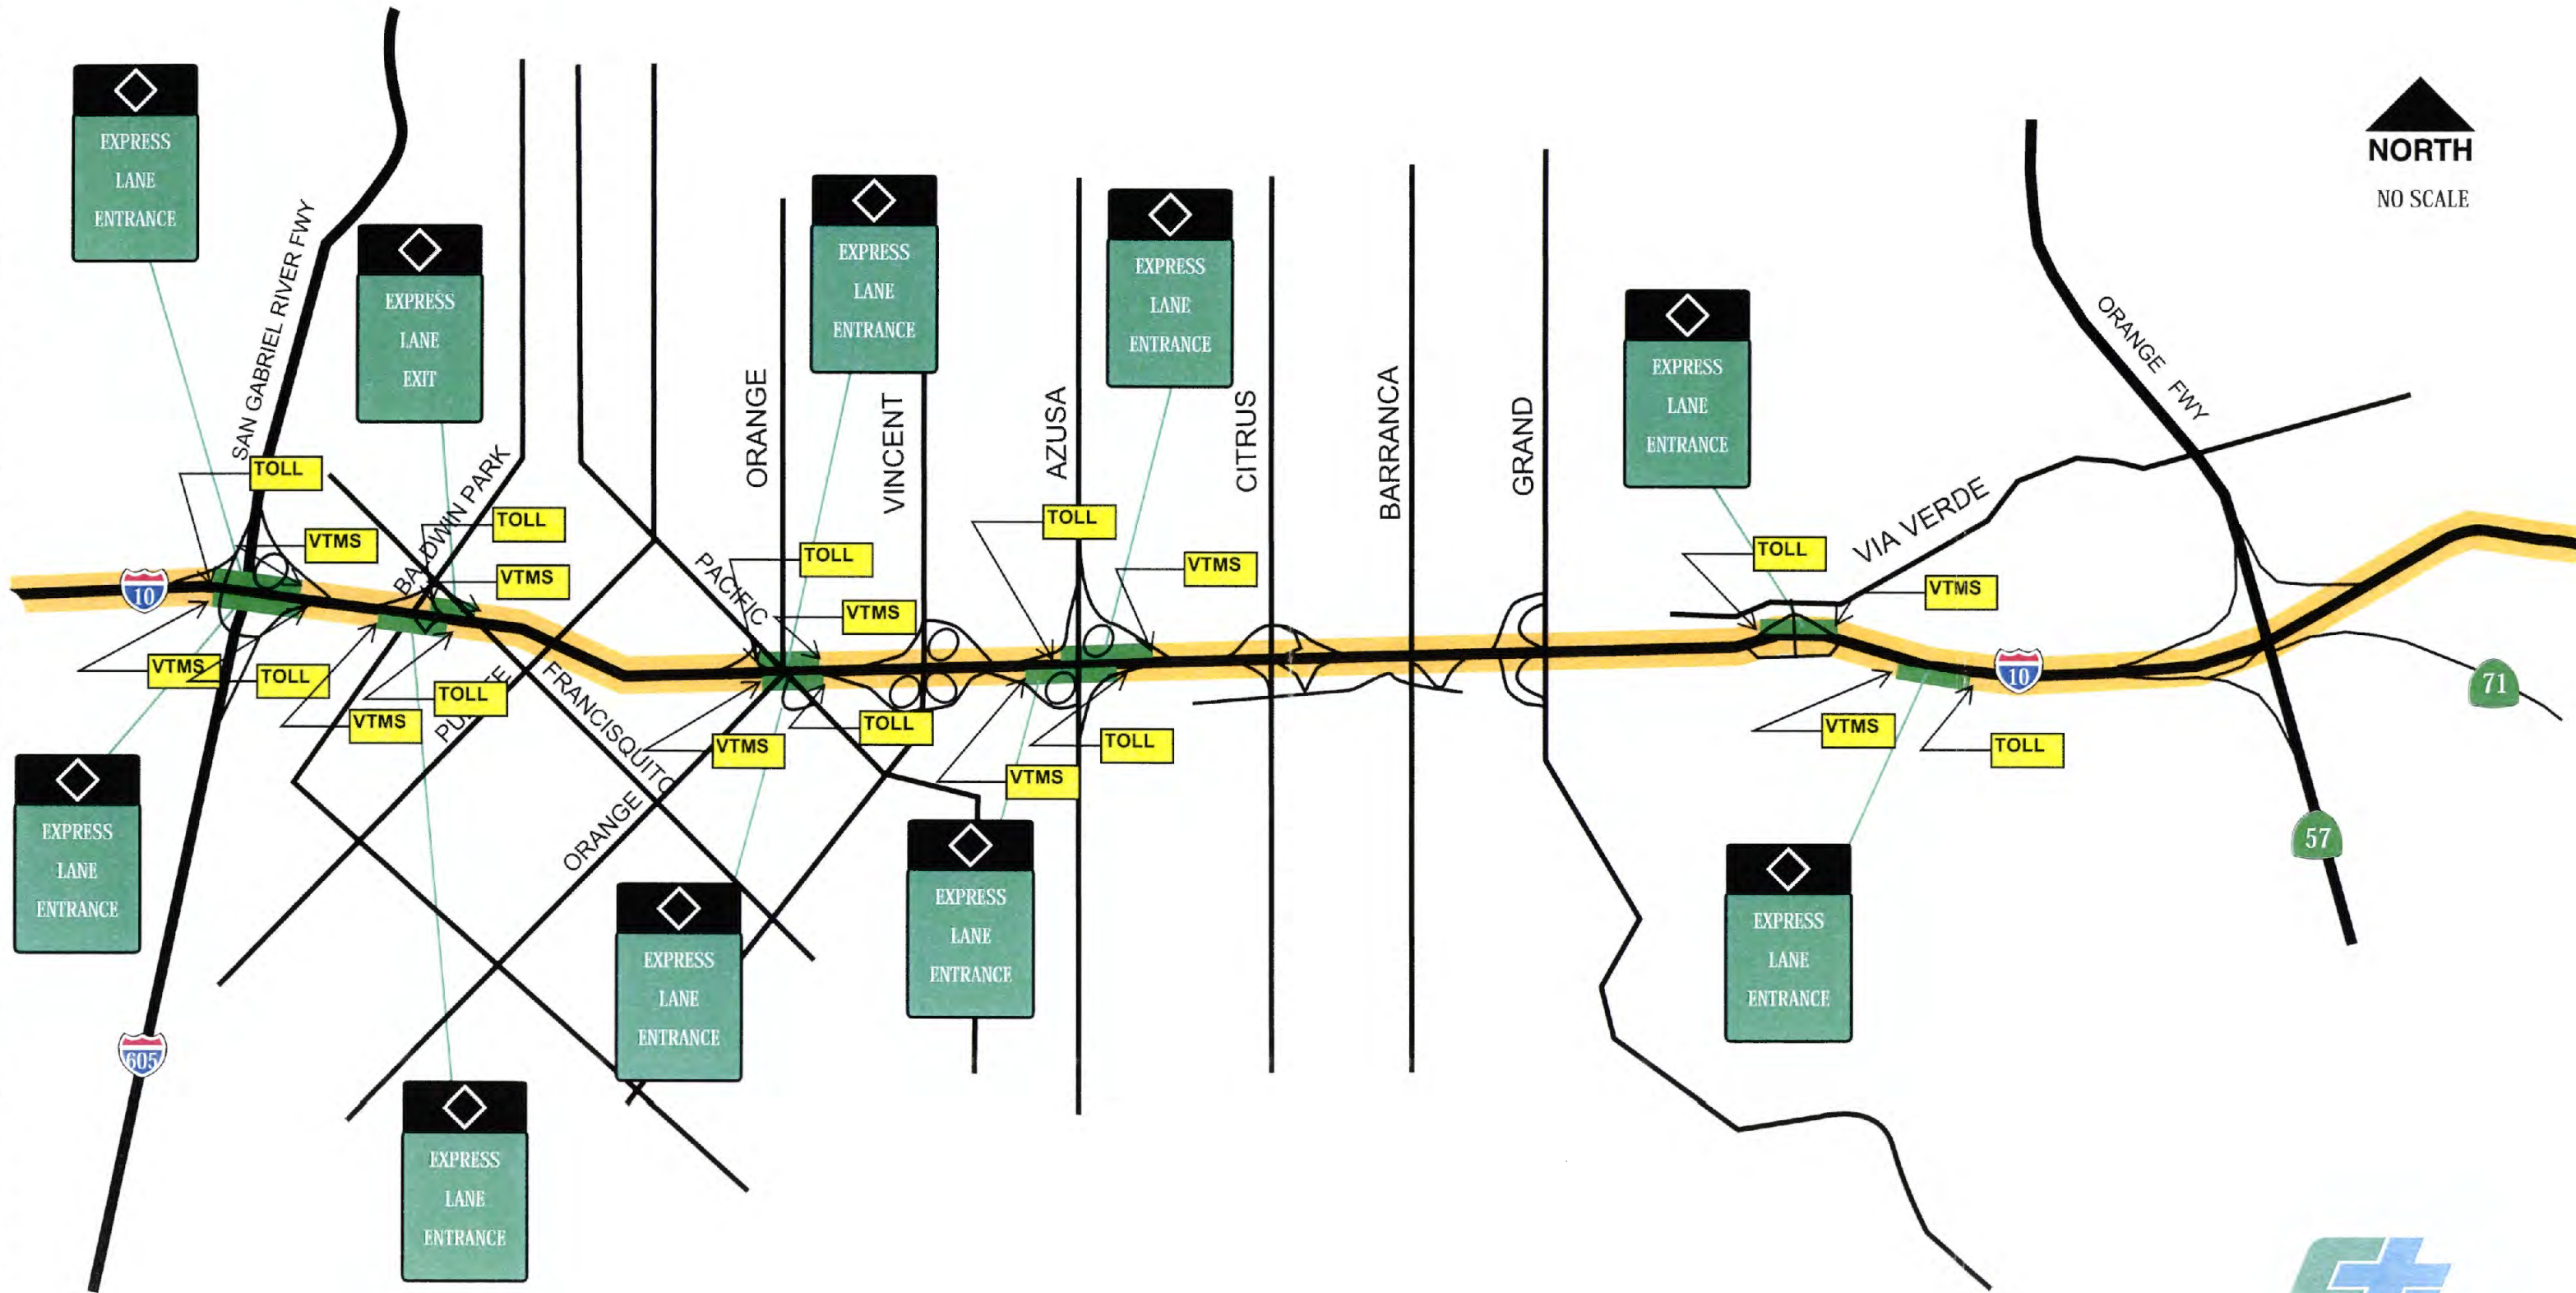 EXPRESS
LANE
ENTRANCE
NORTH
NO SCALE
EXPRESS
LANE
ENTRANCE
EXPRESS
LANE
ENTRANCE
SAN GABRIEL RIVER FWY
EXPRESS
LANE
EXIT
EXPRESS
LANE
ENTRANCE
ORANGE FWY
ORANGE
VINCENT
AZUSA
CITRUS
BARRANCA
GRAND
BALDWIN PARK
TOLL
TOLL
TOLL
VIA VERDE
VTMS
TOLL
TOLL
VTMS
VTMS
PACIFIC
10
VTMS
VTMS
VTMS
TOLL
TOLL
10
71
FRANCISQUITO
VTMS
TOLL
VTMS
VTMS
TOLL
TOLL
VTMS
ORANGE
EXPRESS
LANE
ENTRANCE
57
EXPRESS
LANE
ENTRANCE
EXPRESS
LANE
ENTRANCE
EXPRESS
LANE
ENTRANCE
605
EXPRESS
LANE
ENTRANCE